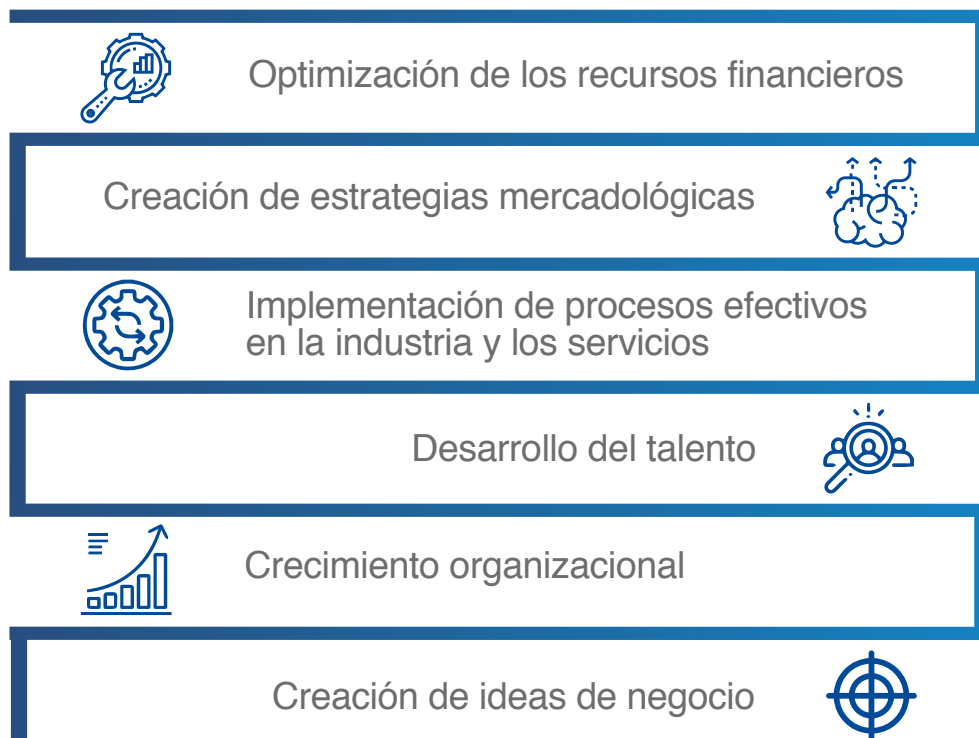 Optimización de los recursos financieros
Creación de estrategias mercadológicas
Implementación de procesos efectivos
en la industria y los servicios
Desarrollo del talento
Crecimiento organizacional
Creación de ideas de negocio